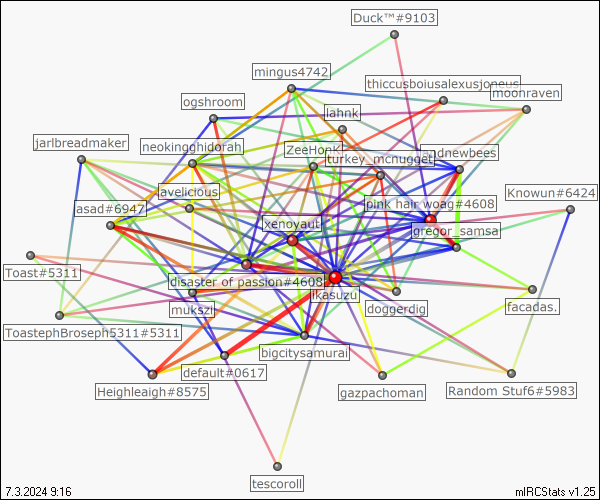 Duck™#9103
mingus4742
thiccusboiusalexusjoneus
moonraven
ogshroom
lahnk
jarlbreadmaker
neokingghidorah
ZeeHonk
turkey_mcnugget
andnewbees
avelicious
pink hair woag#4608
Knowun#6424
asad#6947
xenoyaut
gregor_samsa
Toast#5311
disaster of passion#4608
ikasuzu
mukszi
doggerdig
facadas.
ToastephBroseph5311#5311
bigcitysamurai
default#0617
Heighleaigh#8575
gazpachoman
Random Stuf6#5983
tescoroll
7.3.2024 9:16
mIRCStats v1.25